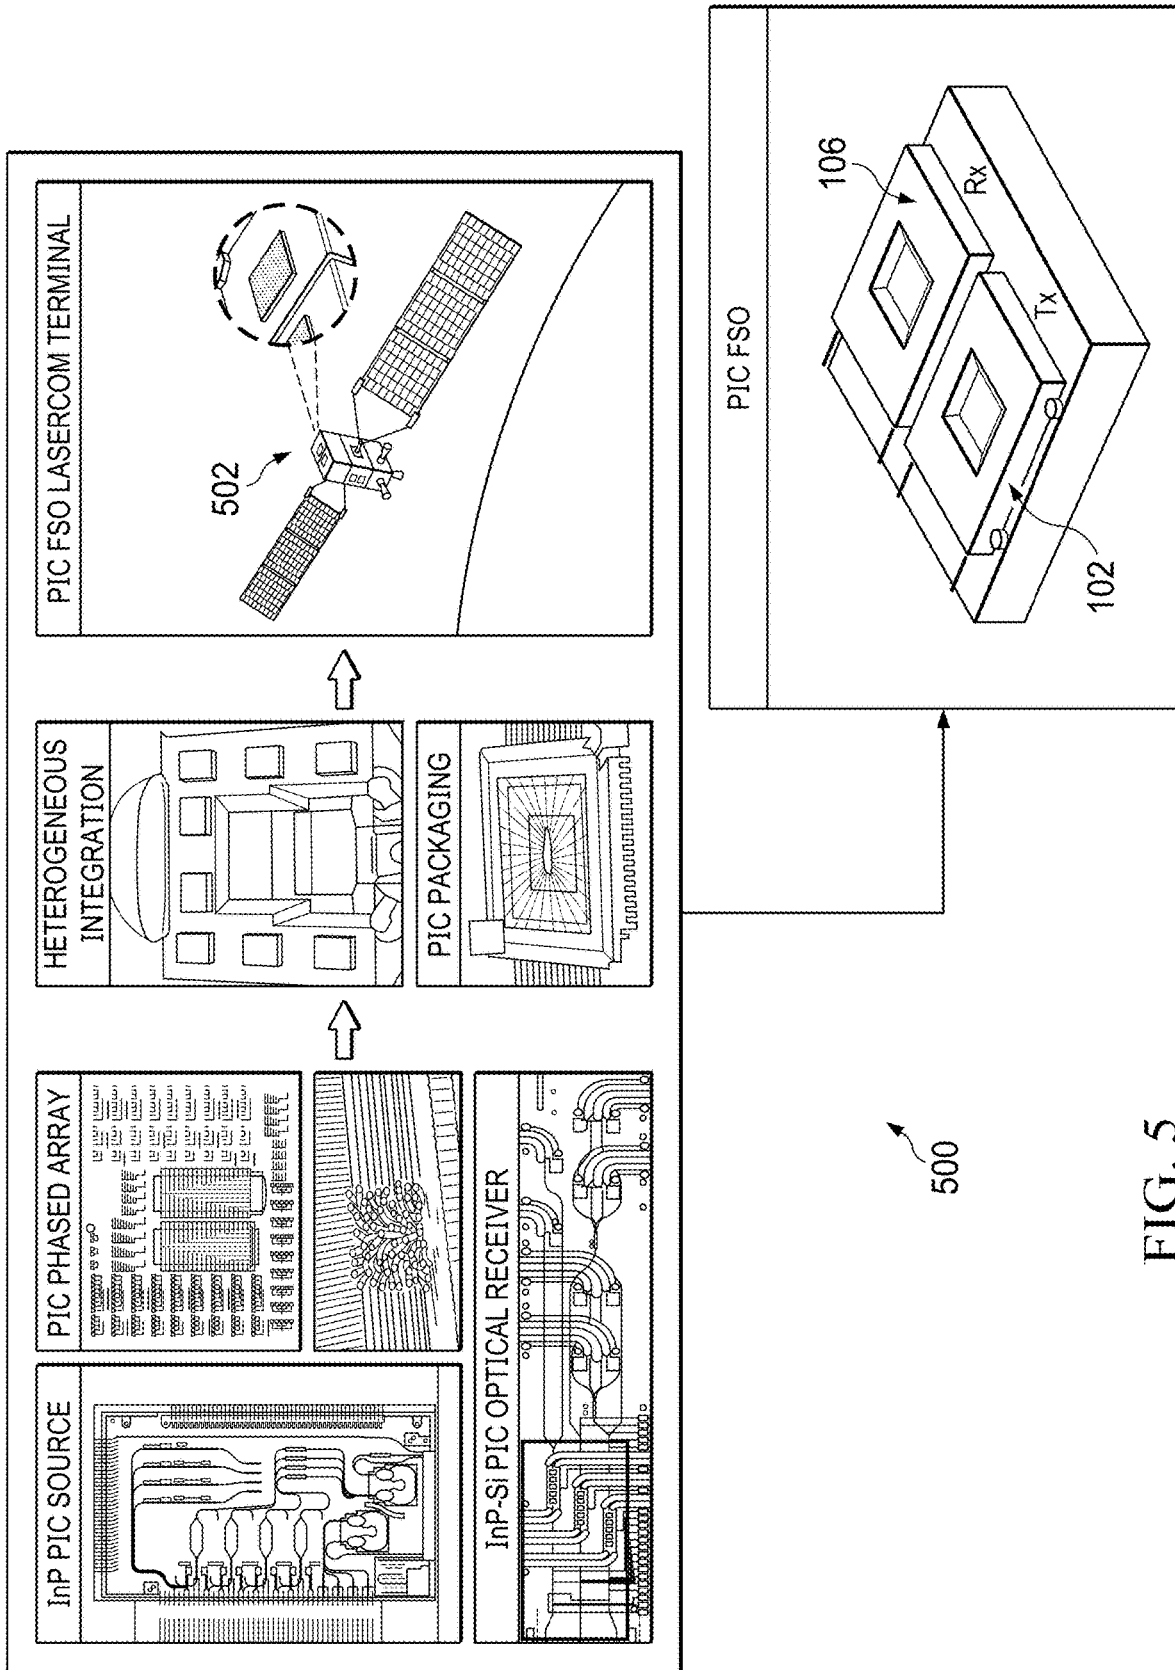 InP PIC SOURCE
PIC PHASED ARRAY
InP-Si PIC OPTICAL RECEIVER
HETEROGENEOUS
INTEGRATION
PIC PACKAGING
PIC FSO LASERCOM TERMINAL
502
PIC FSO
106
Rx
Tx
102
500
FIG. 5